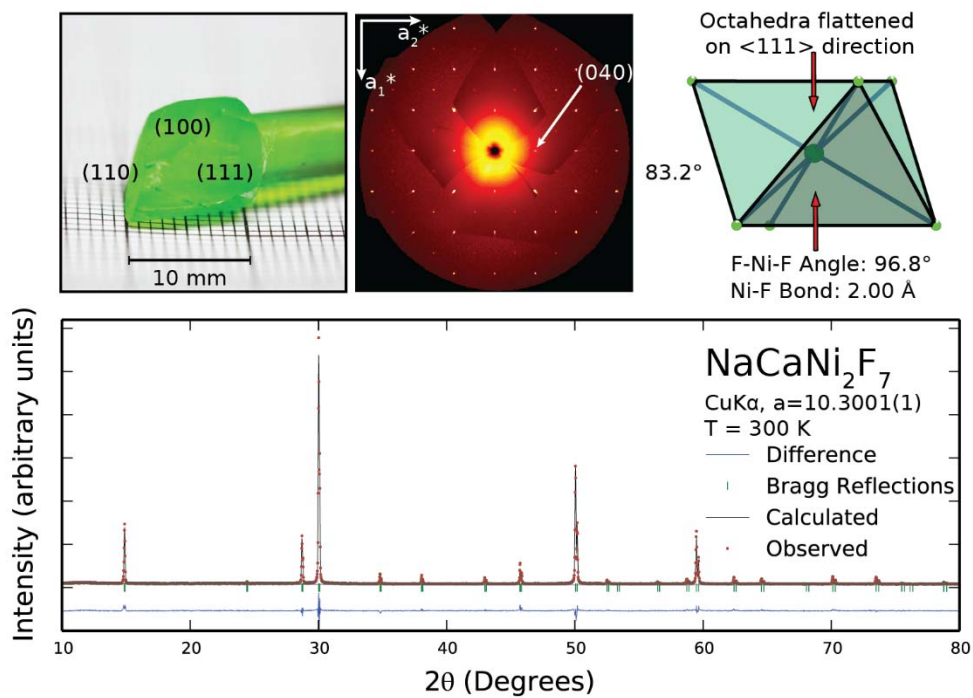 (100)
(110)
(111)
10 mm
a₂*
a₁*
(040)
Octahedra flattened
on <111> direction
83.2°
F-Ni-F Angle: 96.8°
Ni-F Bond: 2.00 Å
Intensity (arbitrary units)
NaCaNi₂F₇
CuKα, a=10.3001(1)
T = 300 K
Difference
Bragg Reflections
Calculated
Observed
10 20 30 40 50 60 70 80
2θ (Degrees)